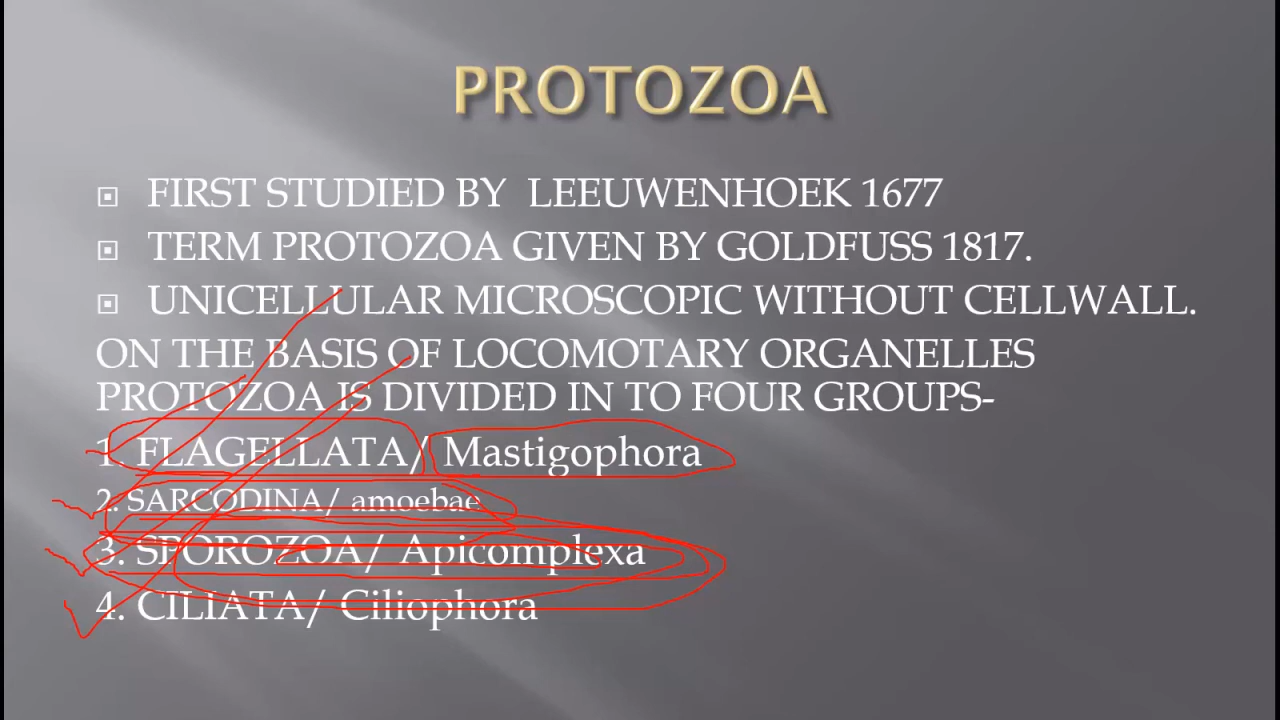 PROTOZOA
FIRST STUDIED BY LEEUWENHOEK 1677
TERM PROTOZOA GIVEN BY GOLDFUSS 1817.
UNICELLULAR MICROSCOPIC WITHOUT CELLWALL.
ON THE BASIS OF LOCOMOTARY ORGANELLES
PROTOZOA IS DIVIDED IN TO FOUR GROUPS-
1. FLAGELLATA/ Mastigophora
2. SARCODINA/ amoebae
3. SPOROZOA/ Apicomplexa
4. CILIATA/ Ciliophora